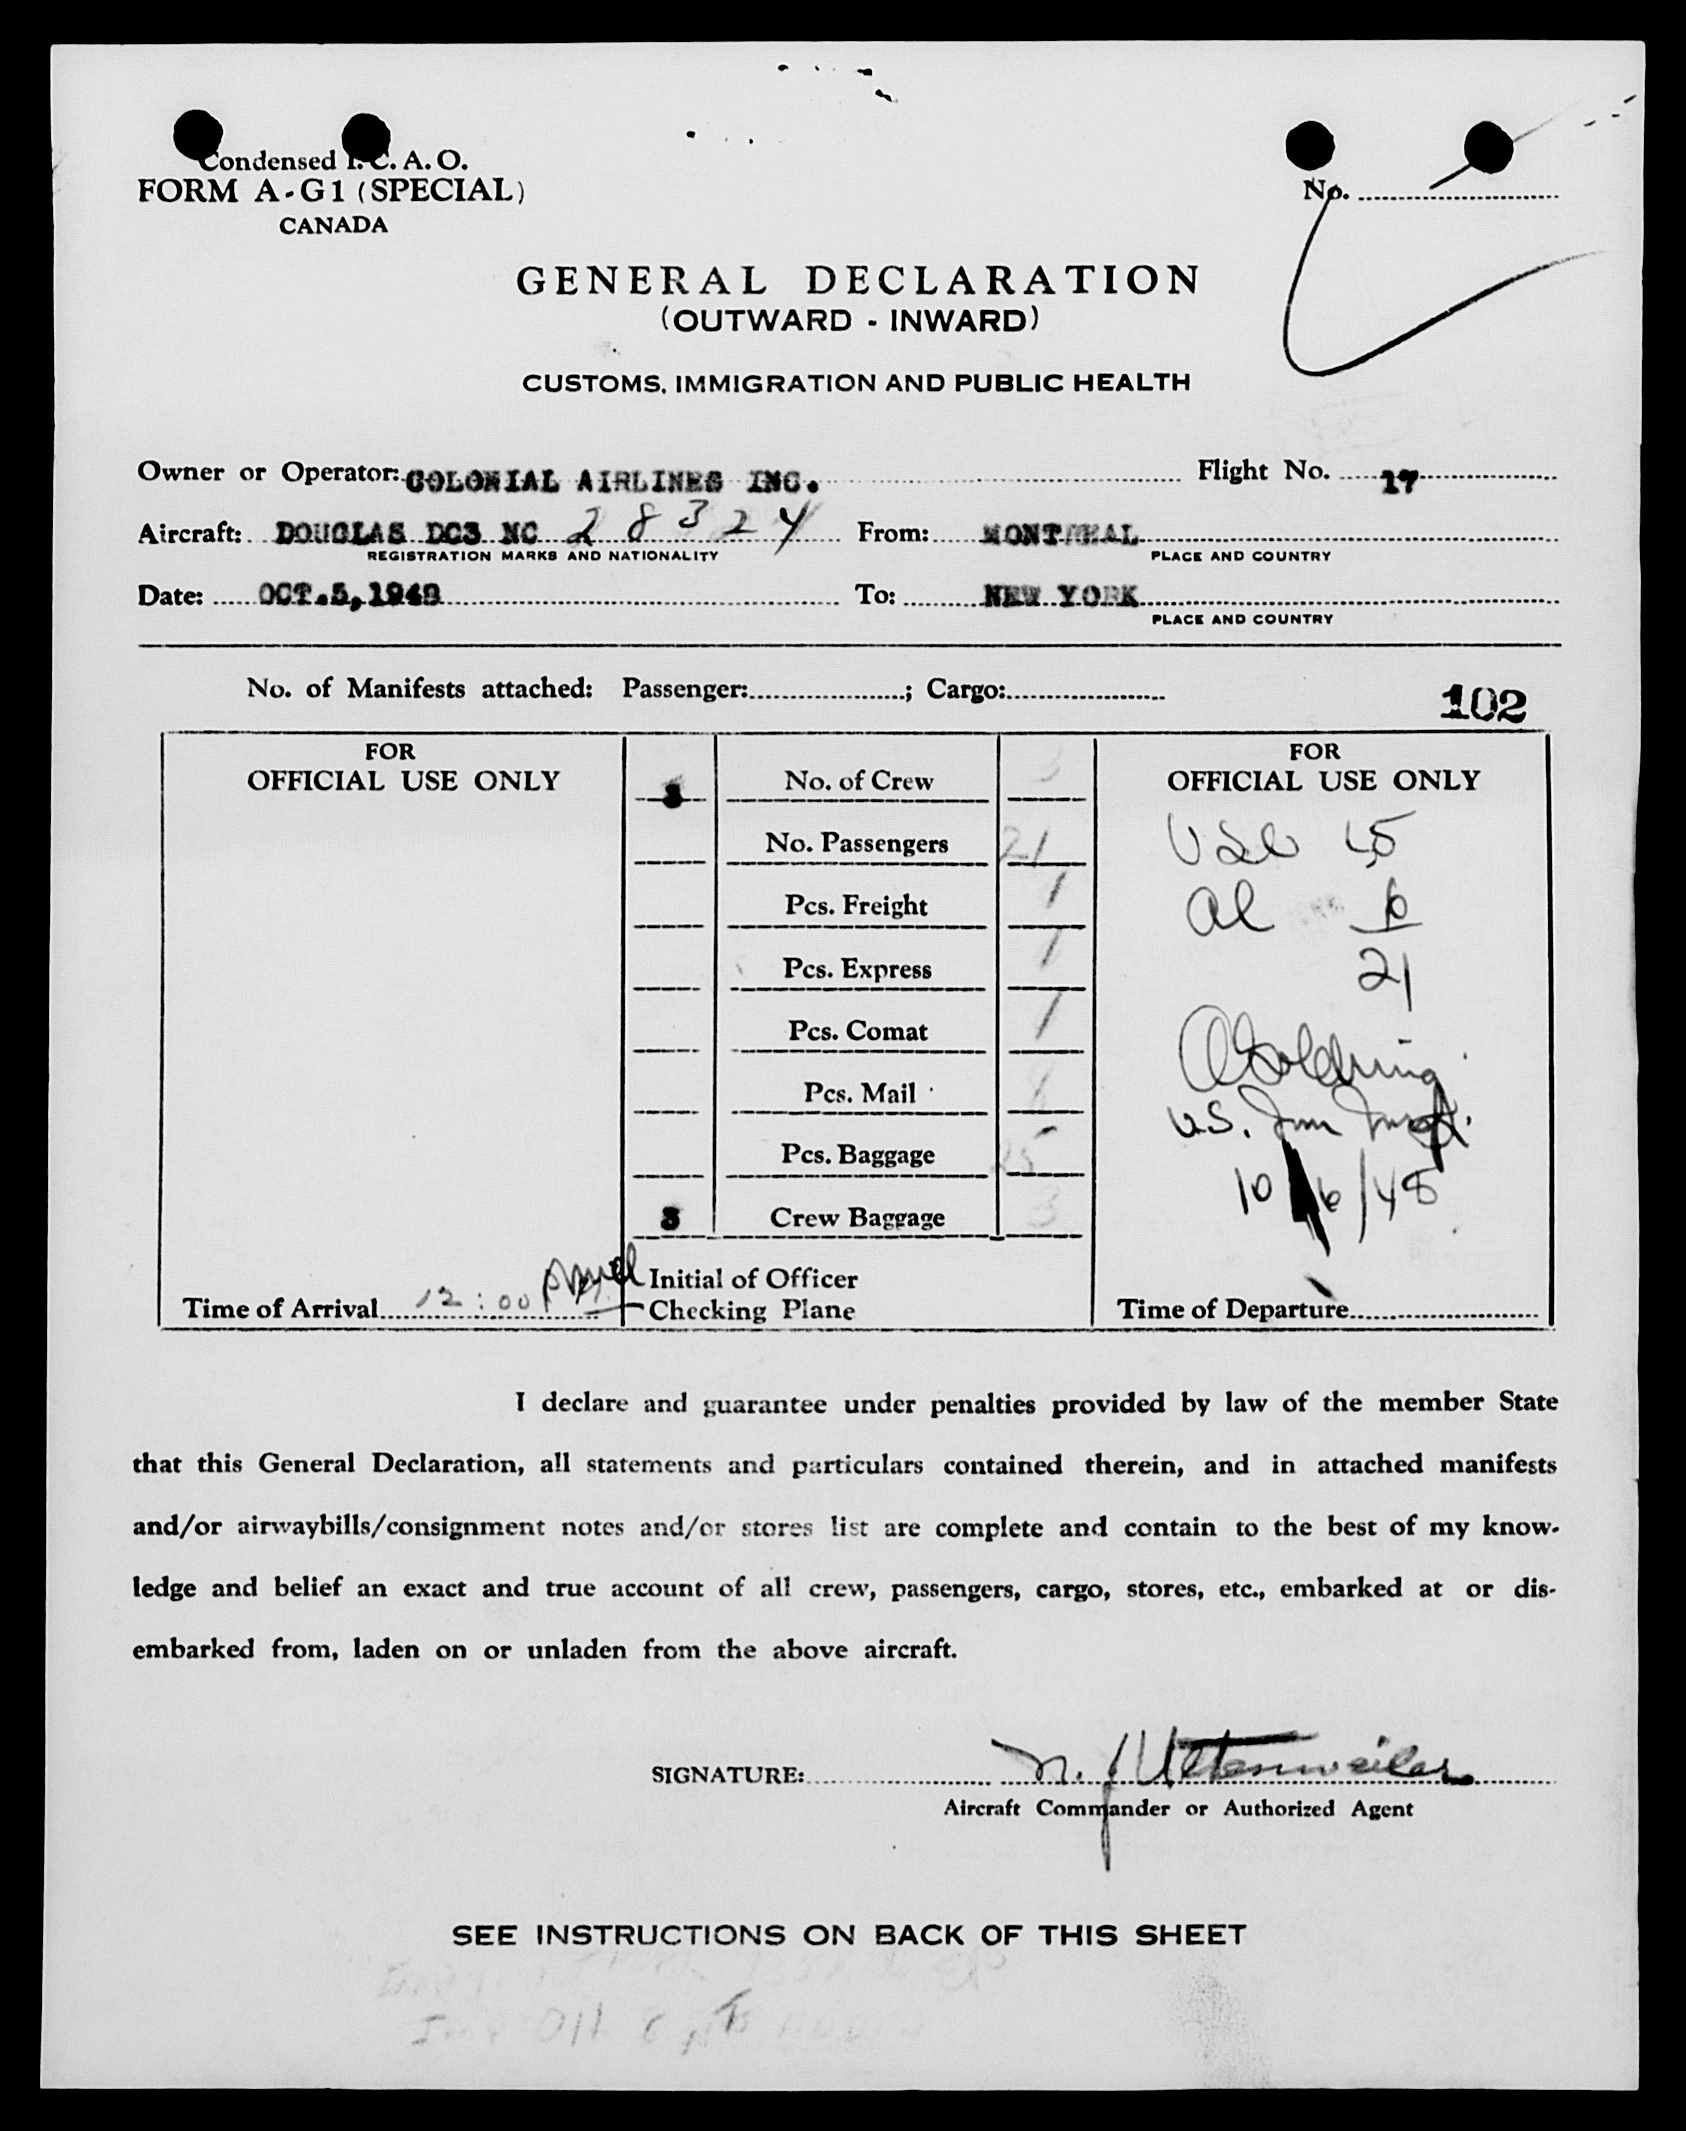 Condensed I.C.A.O.
FORM A-G1 (SPECIAL)
CANADA
No.
GENERAL DECLARATION
(OUTWARD - INWARD)
CUSTOMS, IMMIGRATION AND PUBLIC HEALTH
Owner or Operator: COLONIAL AIRLINES INC. Flight No. 17
Aircraft: DOUGLAS DC3 NC 28324 From: MONTREAL
REGISTRATION MARKS AND NATIONALITY PLACE AND COUNTRY
Date: OCT.5,1948 To: NEW YORK
PLACE AND COUNTRY
No. of Manifests attached: Passenger: ; Cargo:
102
FOR OFFICIAL USE ONLY
3 No. of Crew 3
No. Passengers 21
Pcs. Freight /
Pcs. Express /
Pcs. Comat /
Pcs. Mail
Pcs. Baggage
3 Crew Baggage 3
Initial of Officer
Checking Plane
Time of Arrival 12:00
FOR OFFICIAL USE ONLY
USC 15
Al 6
21
A Goldring
U.S. Imm Inspt.
10/6/48
Time of Departure
I declare and guarantee under penalties provided by law of the member State
that this General Declaration, all statements and particulars contained therein, and in attached manifests
and/or airwaybills/consignment notes and/or stores list are complete and contain to the best of my know-
ledge and belief an exact and true account of all crew, passengers, cargo, stores, etc., embarked at or dis-
embarked from, laden on or unladen from the above aircraft.
SIGNATURE: N. J Uttenweiler
Aircraft Commander or Authorized Agent
SEE INSTRUCTIONS ON BACK OF THIS SHEET